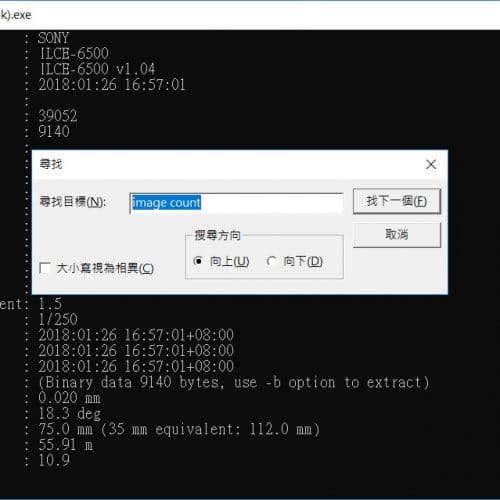 k).exe
: SONY
: ILCE-6500
: ILCE-6500 v1.04
: 2018:01:26 16:57:01
:
: 39052
: 9140
尋找
尋找目標(N):
image count
找下一個(F)
取消
搜尋方向
大小寫視為相異(C)
向上(U)
向下(D)
ent: 1.5
: 1/250
: 2018:01:26 16:57:01+08:00
: 2018:01:26 16:57:01+08:00
: 2018:01:26 16:57:01+08:00
: (Binary data 9140 bytes, use -b option to extract)
: 0.020 mm
: 18.3 deg
: 75.0 mm (35 mm equivalent: 112.0 mm)
: 55.91 m
: 10.9